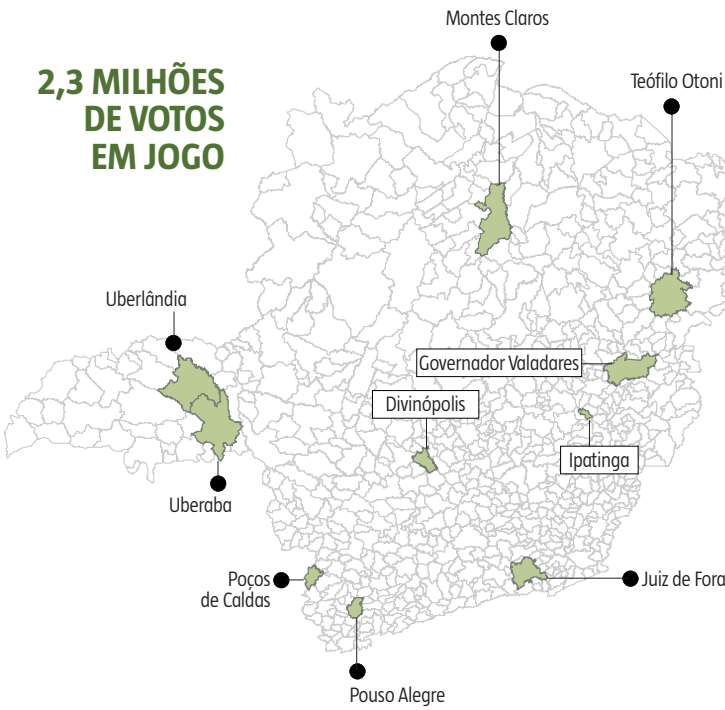 Montes Claros
2,3 MILHÕES
DE VOTOS
EM JOGO
Teófilo Otoni
Uberlândia
Governador Valadares
Divinópolis
Ipatinga
Uberaba
Poços
de Caldas
Juiz de Fora
Pouso Alegre